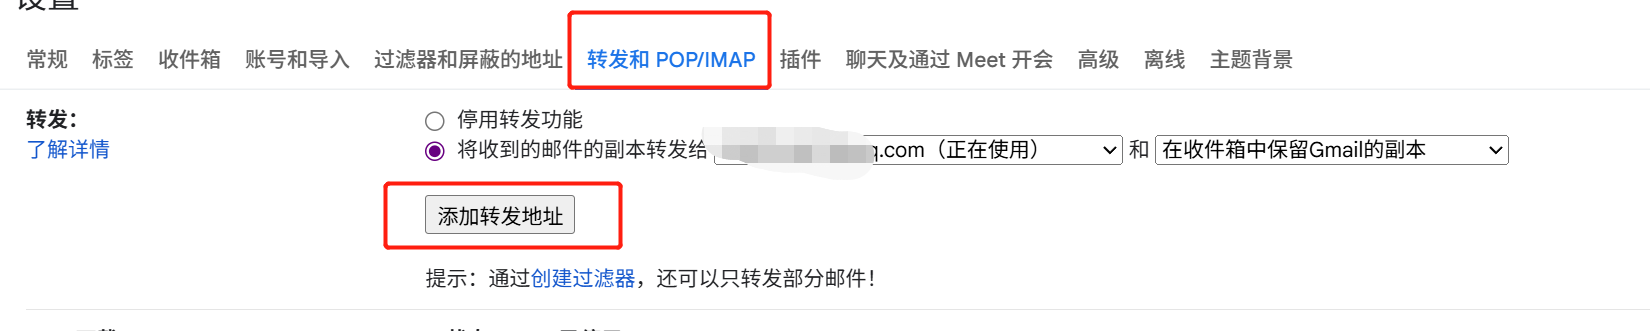 设置
常规 标签 收件箱 账号和导入 过滤器和屏蔽的地址 转发和 POP/IMAP 插件 聊天及通过 Meet 开会 高级 离线 主题背景
转发： 停用转发功能
了解详情 将收到的邮件的副本转发给 q.com（正在使用） 和 在收件箱中保留Gmail的副本
添加转发地址
提示：通过创建过滤器，还可以只转发部分邮件！